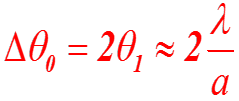 Δθ₀ = 2θ₁ ≈ 2 λ/a